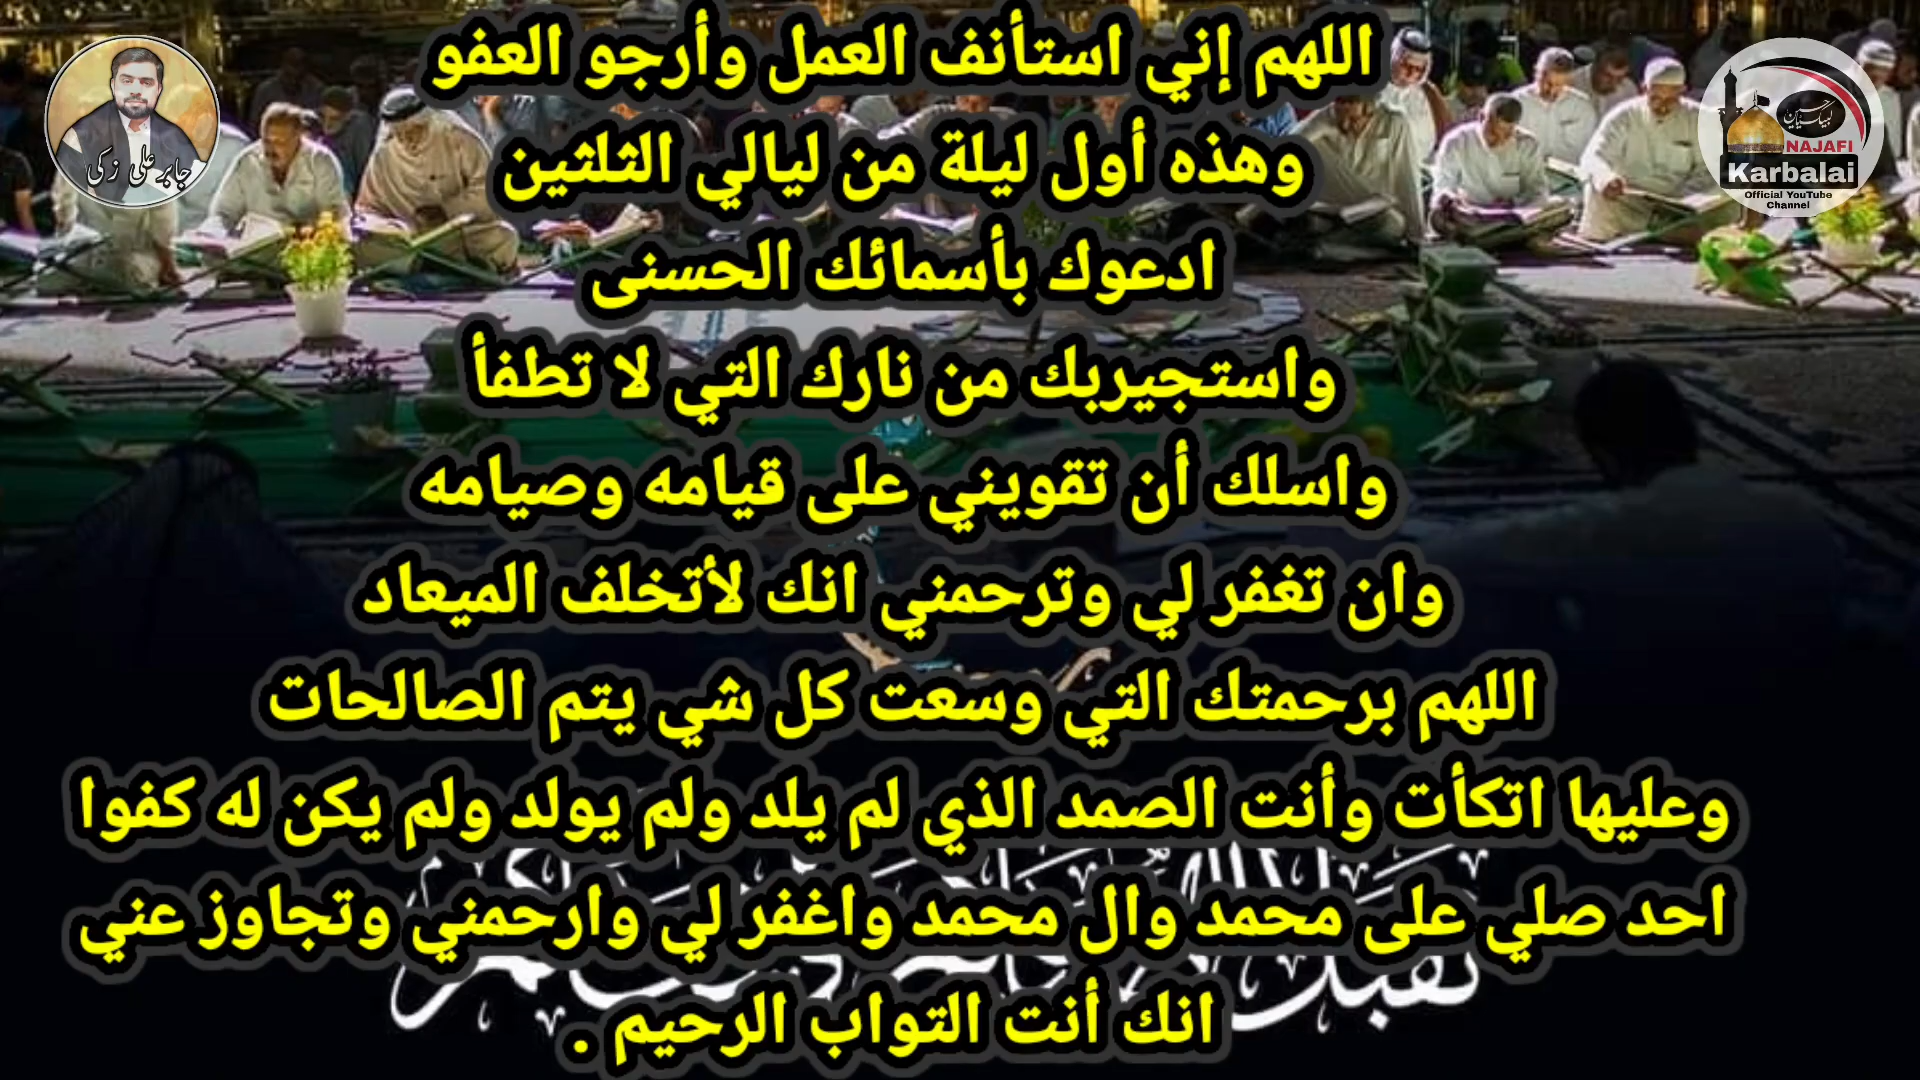 اللهم إني استأنف العمل وأرجو العفو
وهذه أول ليلة من ليالي الثلثين
ادعوك بأسمائك الحسنى
واستجيربك من نارك التي لا تطفأ
واسلك أن تقويني على قيامه وصيامه
وان تغفر لي وترحمني انك لأتخلف الميعاد
اللهم برحمتك التي وسعت كل شي يتم الصالحات
وعليها اتكأت وأنت الصمد الذي لم يلد ولم يولد ولم يكن له كفوا
احد صلي على محمد وال محمد واغفر لي وارحمني وتجاوز عني
انك أنت التواب الرحيم .
جابر علی زکی
NAJAFI
Karbalai
Official YouTube
Channel